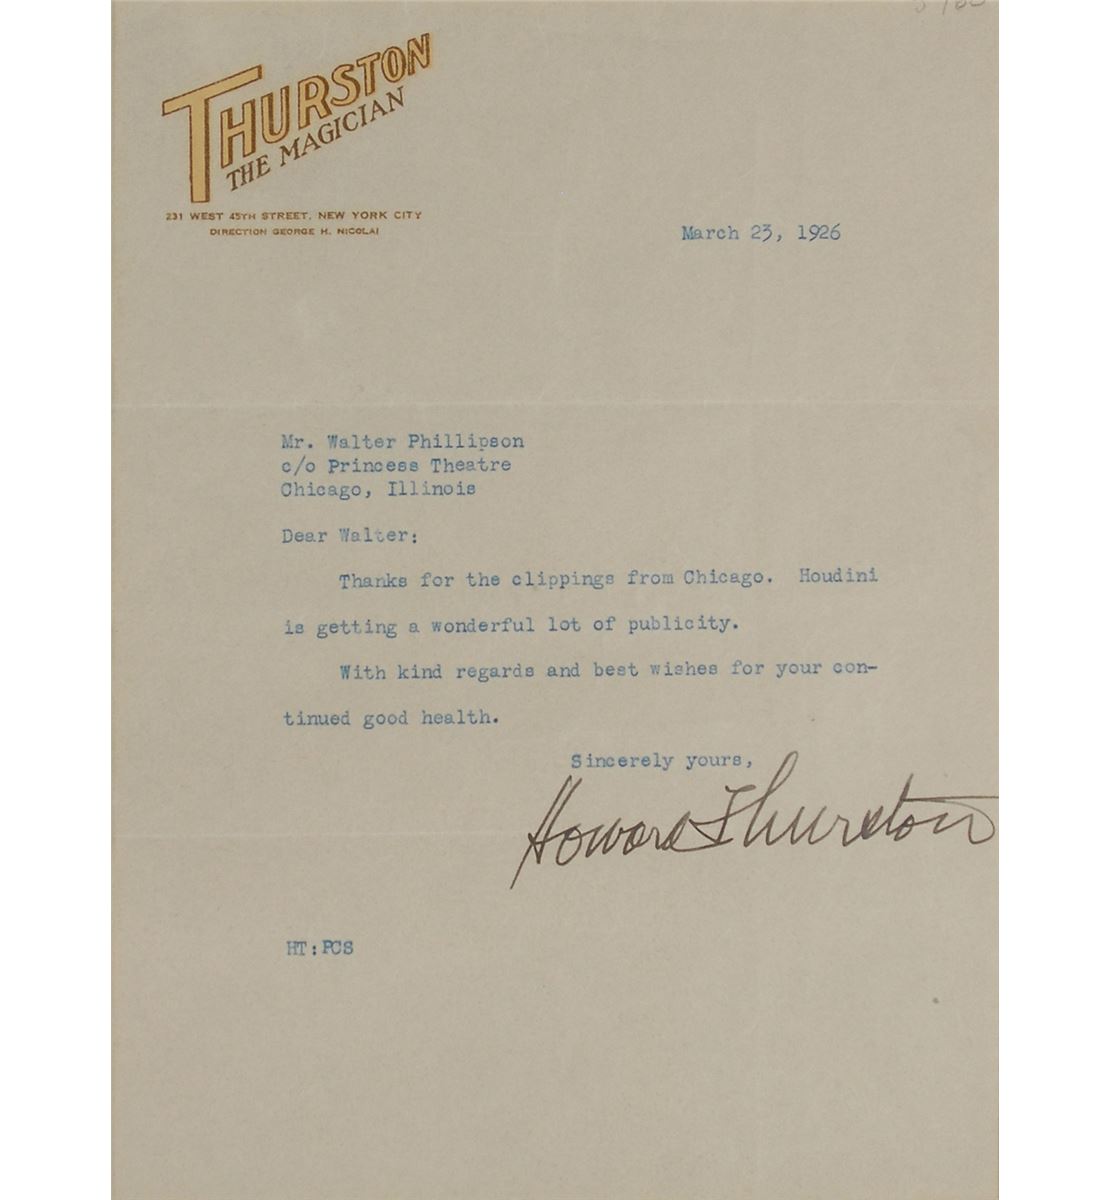 THURSTON
THE MAGICIAN
231 WEST 45TH STREET, NEW YORK CITY
DIRECTION GEORGE H. NICOLAI
March 23, 1926
Mr. Walter Phillipson
c/o Princess Theatre
Chicago, Illinois
Dear Walter:
Thanks for the clippings from Chicago. Houdini
is getting a wonderful lot of publicity.
With kind regards and best wishes for your con-
tinued good health.
Sincerely yours,
Howard Thurston
HT:PCS